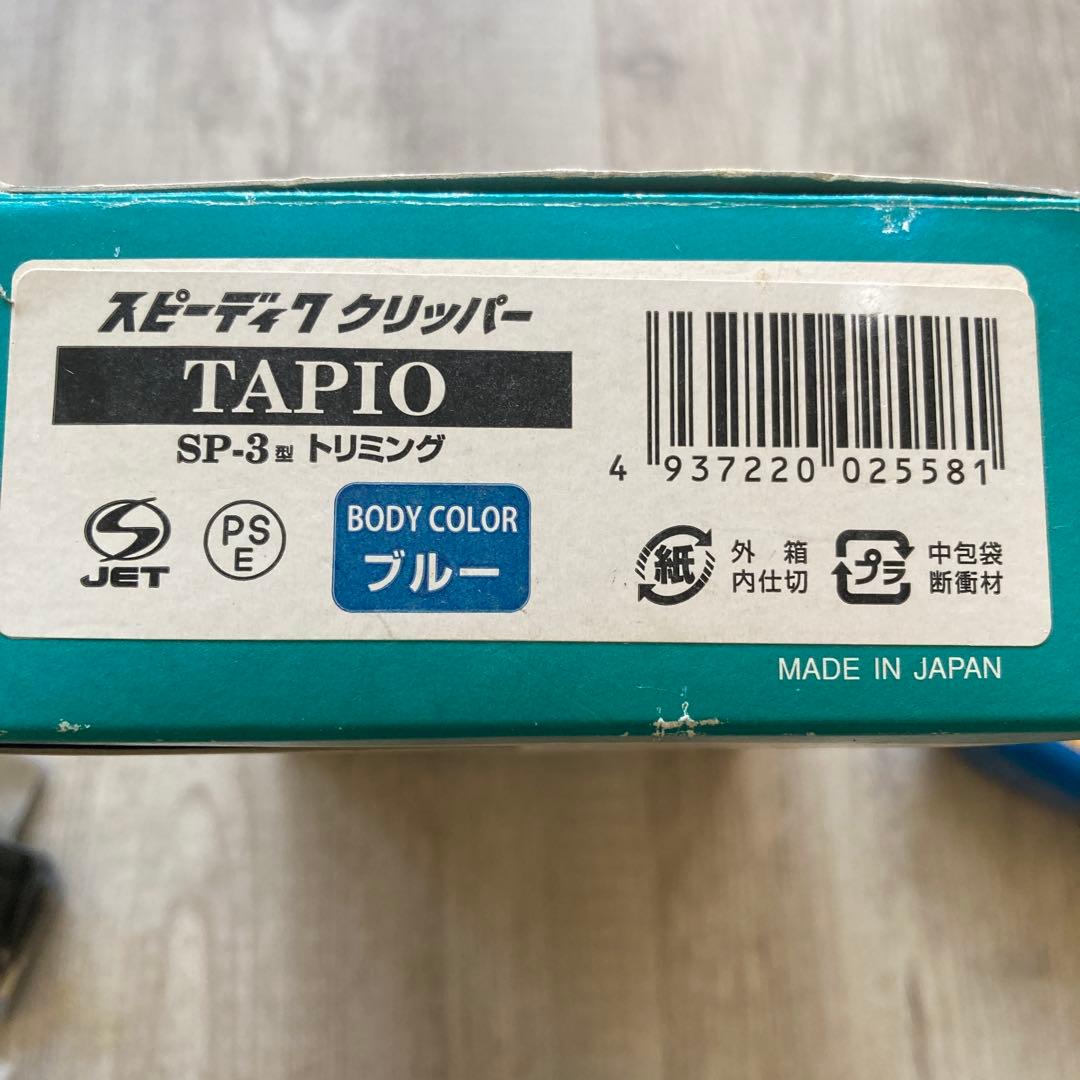 スピーディク クリッパー
TAPIO
SP-3型 トリミング
JET
PS
E
BODY COLOR
ブルー
4 937220 025581
紙
外箱
内仕切
プラ
中包袋
断衝材
MADE IN JAPAN